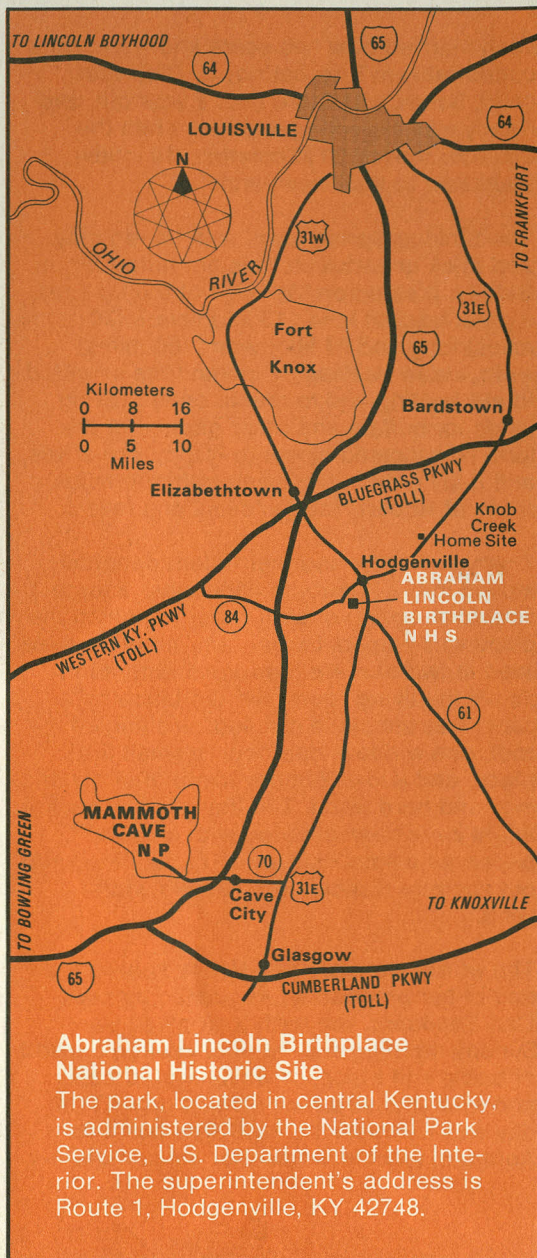 TO LINCOLN BOYHOOD
65
64
LOUISVILLE
64
N
TO FRANKFORT
31W
OHIO
RIVER
31E
Fort
Knox
65
Kilometers
0 8 16
0 5 10
Miles
Bardstown
Elizabethtown
BLUEGRASS PKWY
(TOLL)
Knob
Creek
Home Site
Hodgenville
ABRAHAM
LINCOLN
BIRTHPLACE
N H S
84
WESTERN KY. PKWY
(TOLL)
61
MAMMOTH
CAVE
N P
70
31E
Cave
City
TO BOWLING GREEN
TO KNOXVILLE
Glasgow
65
CUMBERLAND PKWY
(TOLL)
Abraham Lincoln Birthplace
National Historic Site
The park, located in central Kentucky,
is administered by the National Park
Service, U.S. Department of the Inte-
rior. The superintendent's address is
Route 1, Hodgenville, KY 42748.